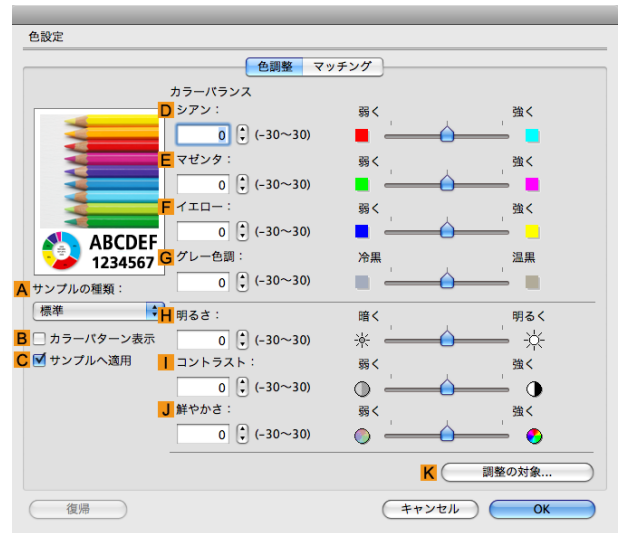 色設定
色調整 マッチング
カラーバランス
D シアン： 弱く 強く
0 (-30〜30)
E マゼンタ： 弱く 強く
0 (-30〜30)
F イエロー： 弱く 強く
0 (-30〜30)
ABCDEF
1234567
G グレー色調： 冷黒 温黒
0 (-30〜30)
A サンプルの種類：
標準
H 明るさ： 暗く 明るく
0 (-30〜30)
B カラーパターン表示
C サンプルへ適用
I コントラスト： 弱く 強く
0 (-30〜30)
J 鮮やかさ： 弱く 強く
0 (-30〜30)
K 調整の対象...
復帰 キャンセル OK